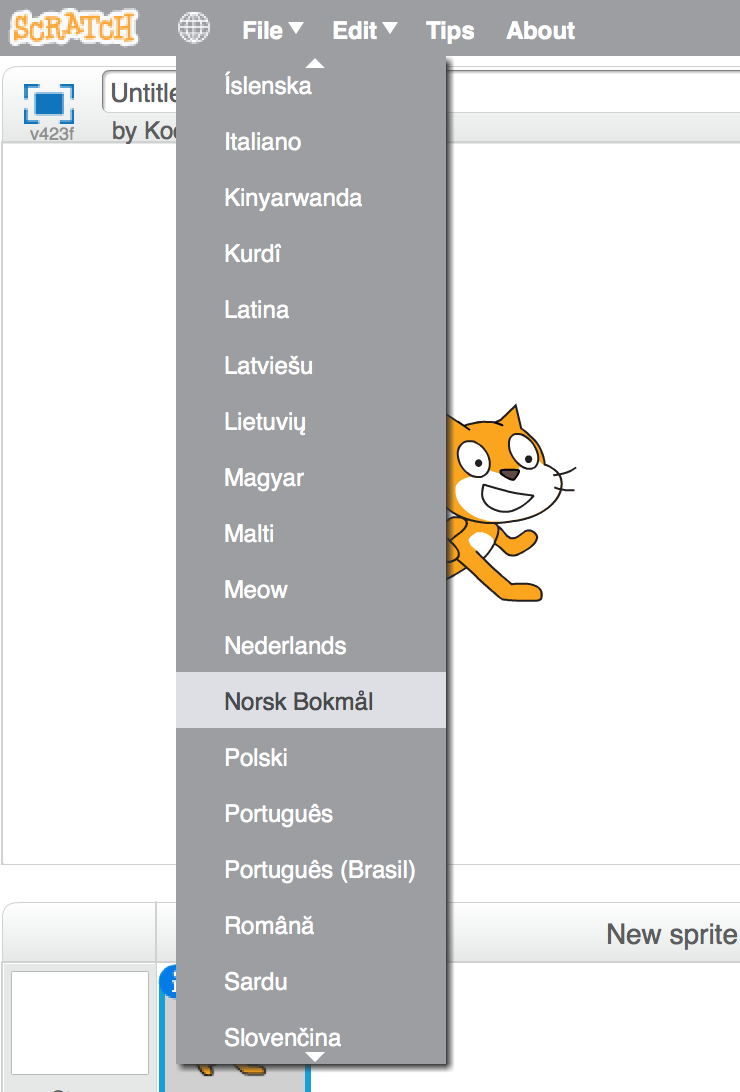 SCRATCH
File Edit Tips About
Untitle
v423f
by Ko
Íslenska
Italiano
Kinyarwanda
Kurdî
Latina
Latviešu
Lietuvių
Magyar
Malti
Meow
Nederlands
Norsk Bokmål
Polski
Português
Português (Brasil)
Română
Sardu
Slovenčina
New sprite